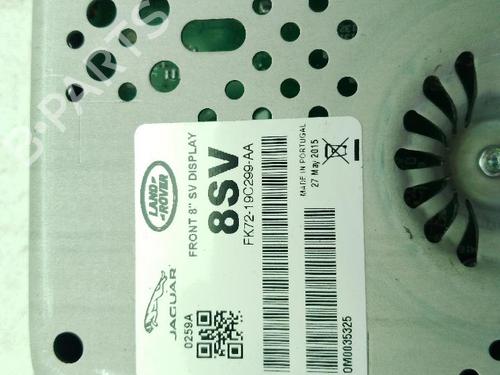 LAND-
ROVER
JAGUAR
FRONT 8" SV DISPLAY
8SV
FK72-19C299-AA
MADE IN PORTUGAL
27 May 2015
0259A
0M0035325
B-PARTS